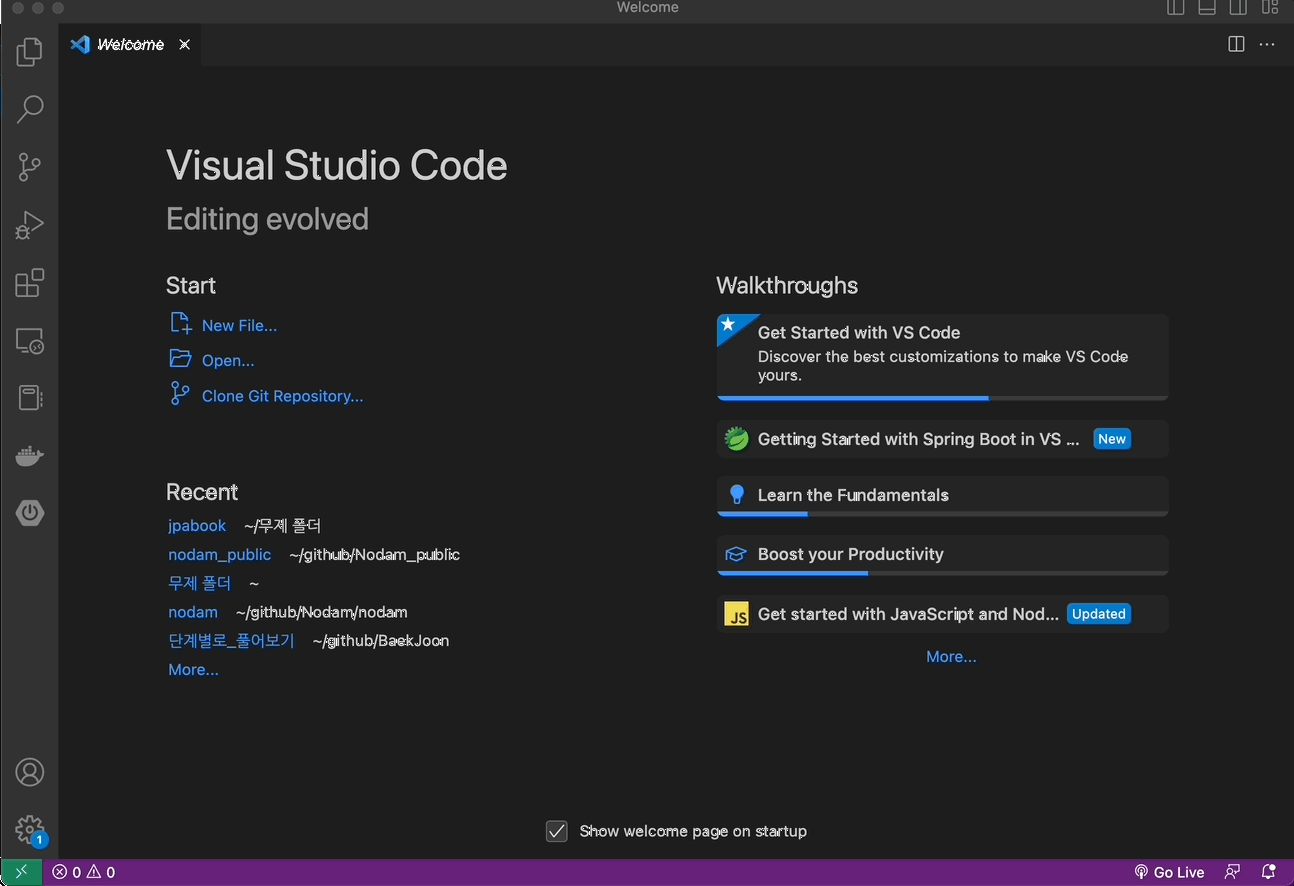 Welcome
Welcome
Visual Studio Code
Editing evolved
Start
New File...
Open...
Clone Git Repository...
Recent
jpabook ~/무제 폴더
nodam_public ~/github/Nodam_public
무제 폴더 ~
nodam ~/github/Nodam/nodam
단계별로_풀어보기 ~/github/BaekJoon
More...
Walkthroughs
Get Started with VS Code
Discover the best customizations to make VS Code
yours.
Getting Started with Spring Boot in VS ... New
Learn the Fundamentals
Boost your Productivity
JS Get started with JavaScript and Nod... Updated
More...
Show welcome page on startup
1
0 0 Go Live